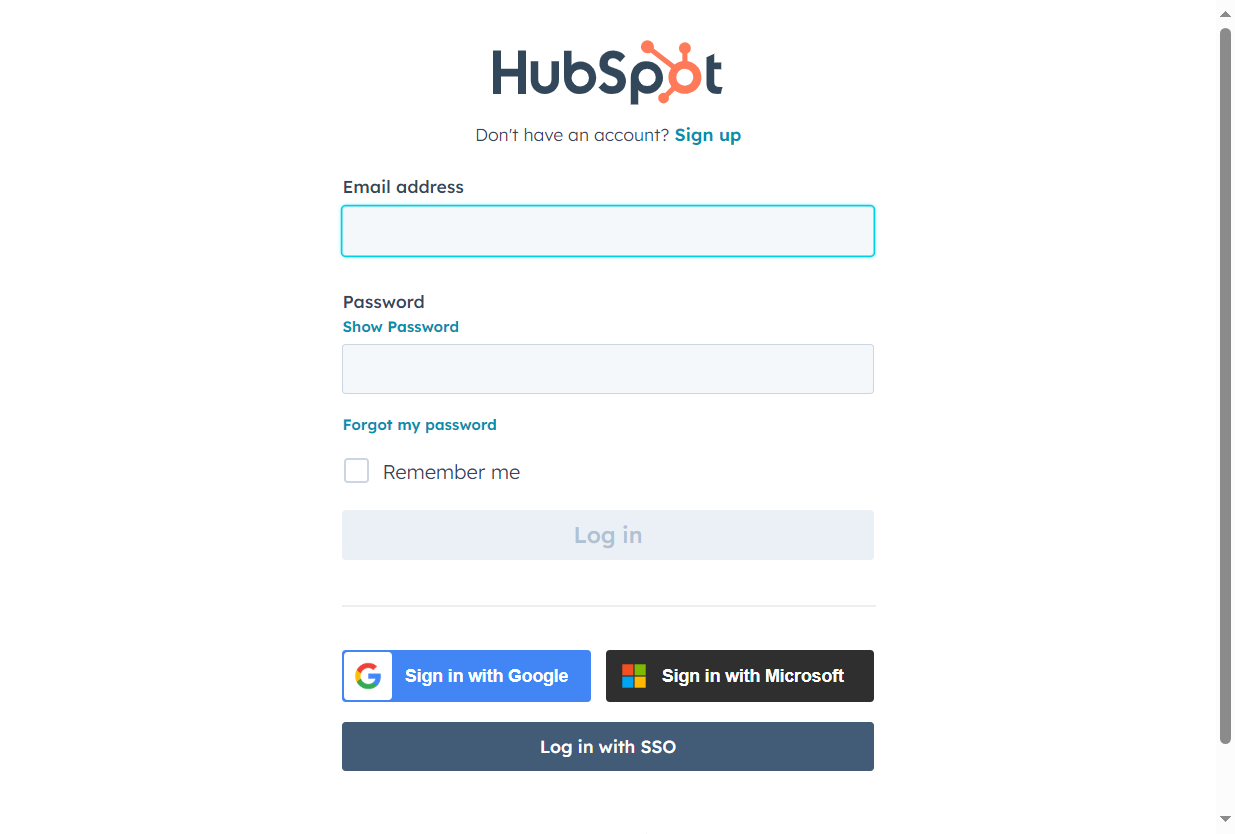 HubSpot
Don't have an account? Sign up
Email address
Password
Show Password
Forgot my password
Remember me
Log in
Sign in with Google
Sign in with Microsoft
Log in with SSO